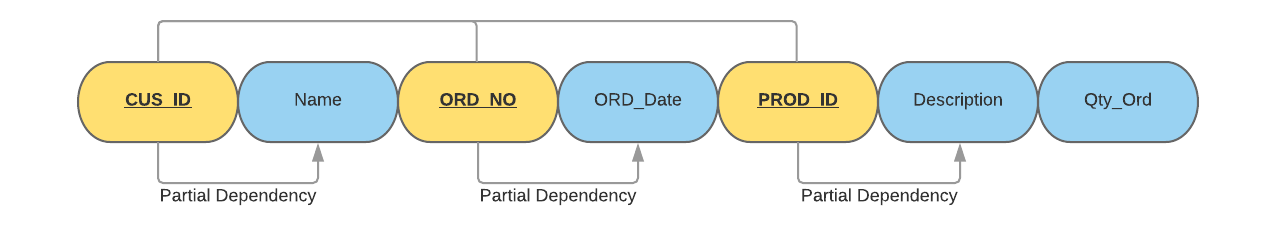 CUS_ID
Name
ORD_NO
ORD_Date
PROD_ID
Description
Qty_Ord
Partial Dependency
Partial Dependency
Partial Dependency